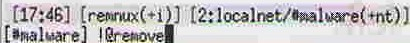 [17:46] [remnux(+i)] [2:localnet/#malware(+nt)]
[#malware] !@remove